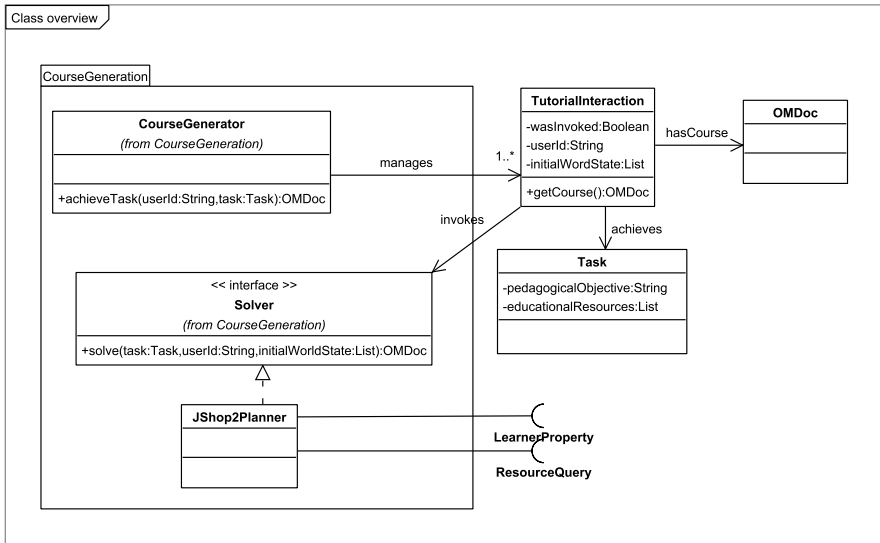 Class overview
CourseGeneration
CourseGenerator
(from CourseGeneration)
+achieveTask(userId:String,task:Task):OMDoc
manages
1..*
TutorialInteraction
-wasInvoked:Boolean
-userId:String
-initialWordState:List
+getCourse():OMDoc
hasCourse
OMDoc
invokes
achieves
Task
-pedagogicalObjective:String
-educationalResources:List
<< interface >>
Solver
(from CourseGeneration)
+solve(task:Task,userId:String,initialWorldState:List):OMDoc
JShop2Planner
LearnerProperty
ResourceQuery